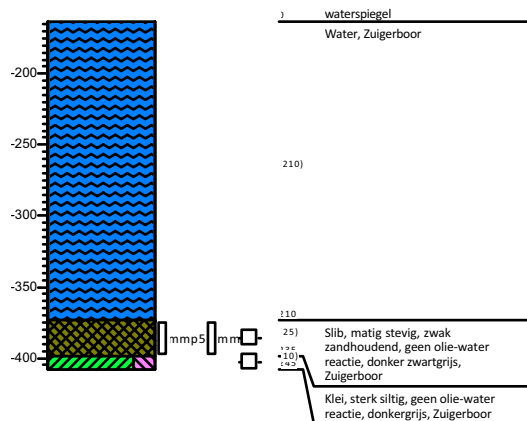 waterspiegel
Water, Zuigerboor
-200
-250
210)
-300
-350
210
mmp5
mm
25)
Slib, matig stevig, zwak
zandhoudend, geen olie-water
reactie, donker zwartgrijs,
Zuigerboor
-400
10)
Klei, sterk siltig, geen olie-water
reactie, donkergrijs, Zuigerboor